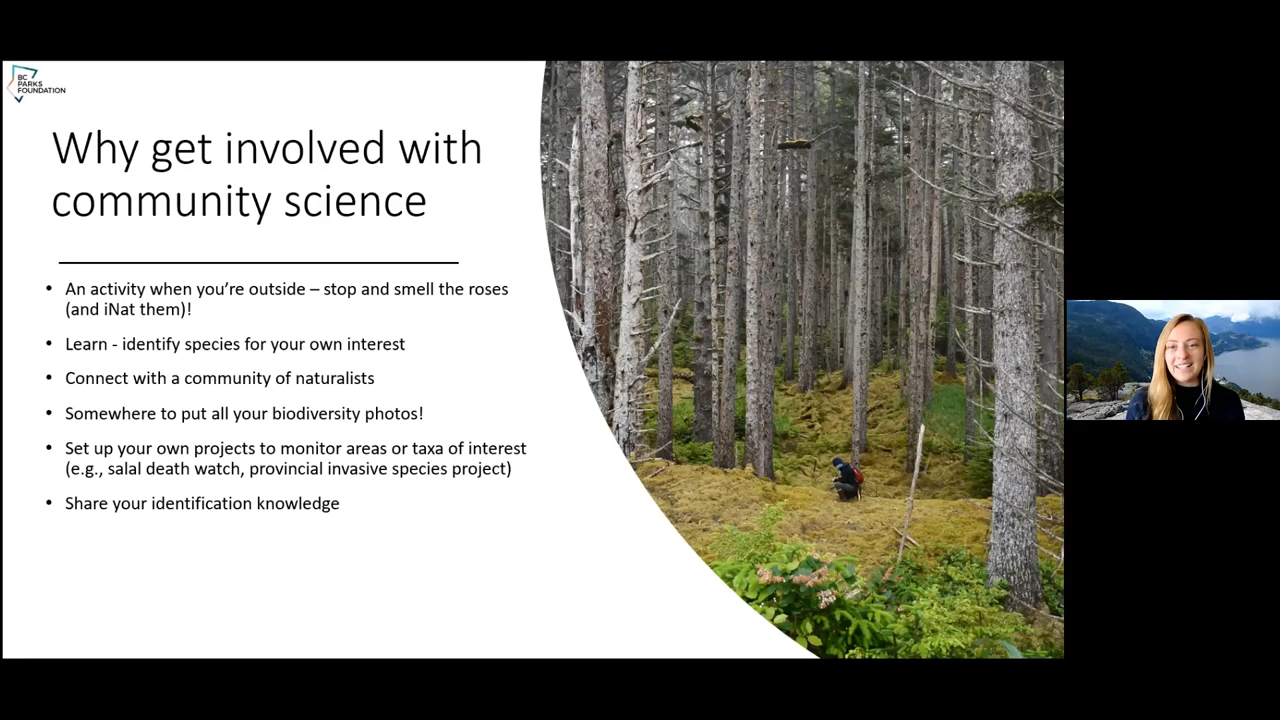 BC
PARKS
FOUNDATION
Why get involved with
community science
• An activity when you’re outside – stop and smell the roses
(and iNat them)!
• Learn - identify species for your own interest
• Connect with a community of naturalists
• Somewhere to put all your biodiversity photos!
• Set up your own projects to monitor areas or taxa of interest
(e.g., salal death watch, provincial invasive species project)
• Share your identification knowledge